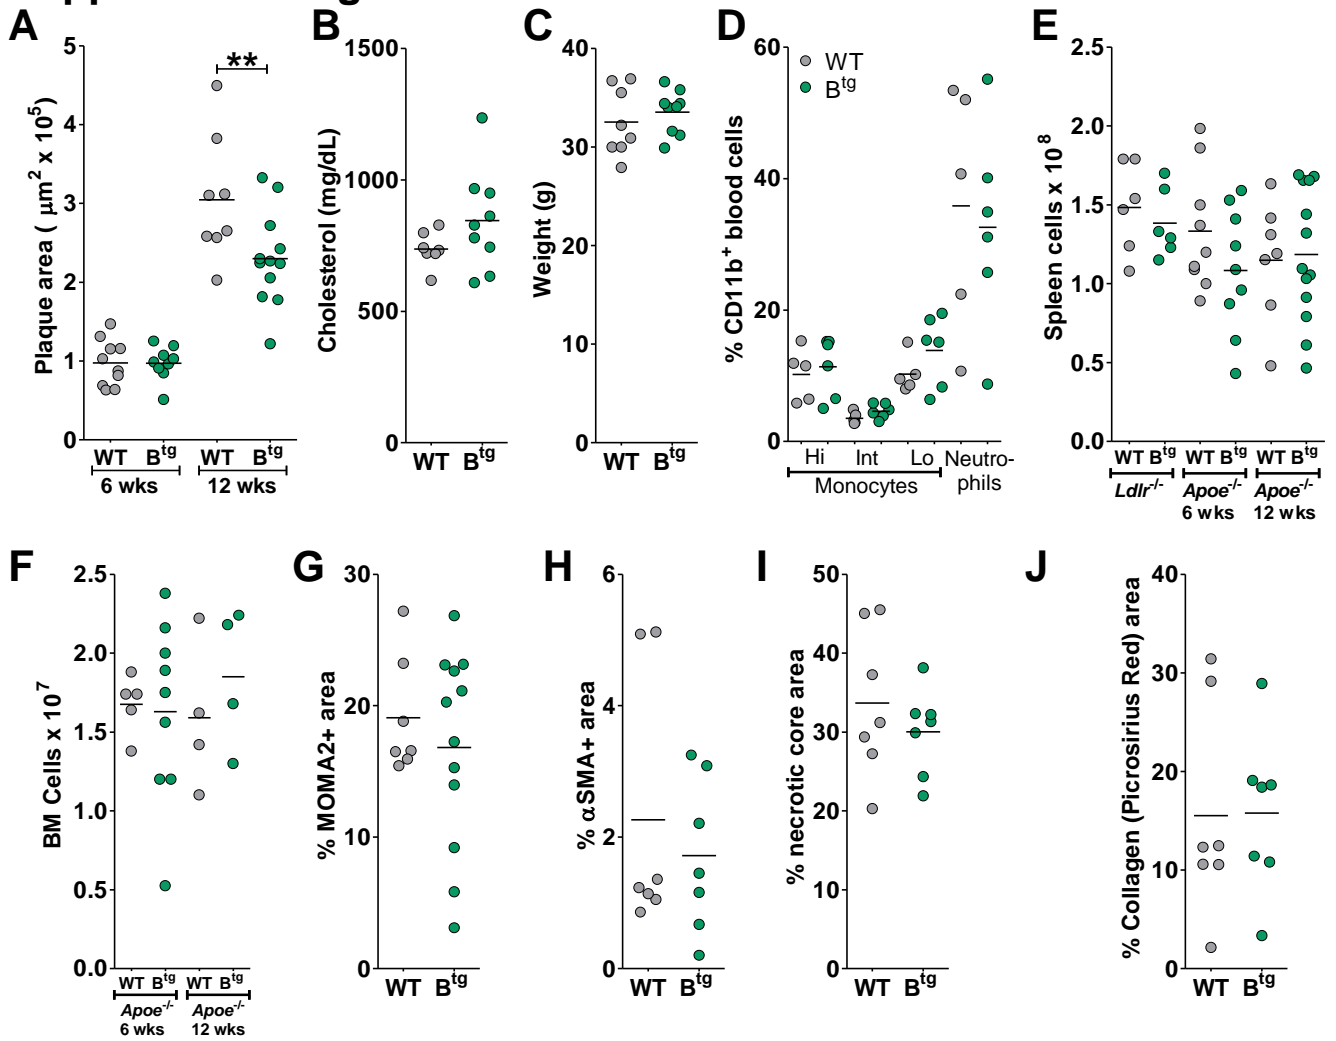 A
Plaque area ( μm² x 10⁵)
5
4
3
2
1
0
**
WT Bᵗᵍ WT Bᵗᵍ
6 wks 12 wks
B
Cholesterol (mg/dL)
1500
1000
500
0
WT Bᵗᵍ
C
Weight (g)
40
30
20
10
0
WT Bᵗᵍ
D
% CD11b⁺ blood cells
60
40
20
0
WT
Bᵗᵍ
Hi Int Lo Neutro-
phils
Monocytes
E
Spleen cells x 10⁸
2.5
2.0
1.5
1.0
0.5
0.0
WT Bᵗᵍ WT Bᵗᵍ WT Bᵗᵍ
Ldlr⁻/⁻ Apoe⁻/⁻ Apoe⁻/⁻
6 wks 12 wks
F
BM Cells x 10⁷
2.5
2.0
1.5
1.0
0.5
0.0
WT Bᵗᵍ WT Bᵗᵍ
Apoe⁻/⁻ Apoe⁻/⁻
6 wks 12 wks
G
% MOMA2+ area
30
20
10
0
WT Bᵗᵍ
H
% αSMA+ area
6
4
2
0
WT Bᵗᵍ
I
% necrotic core area
50
40
30
20
10
0
WT Bᵗᵍ
J
% Collagen (Picrosirius Red) area
40
30
20
10
0
WT Bᵗᵍ